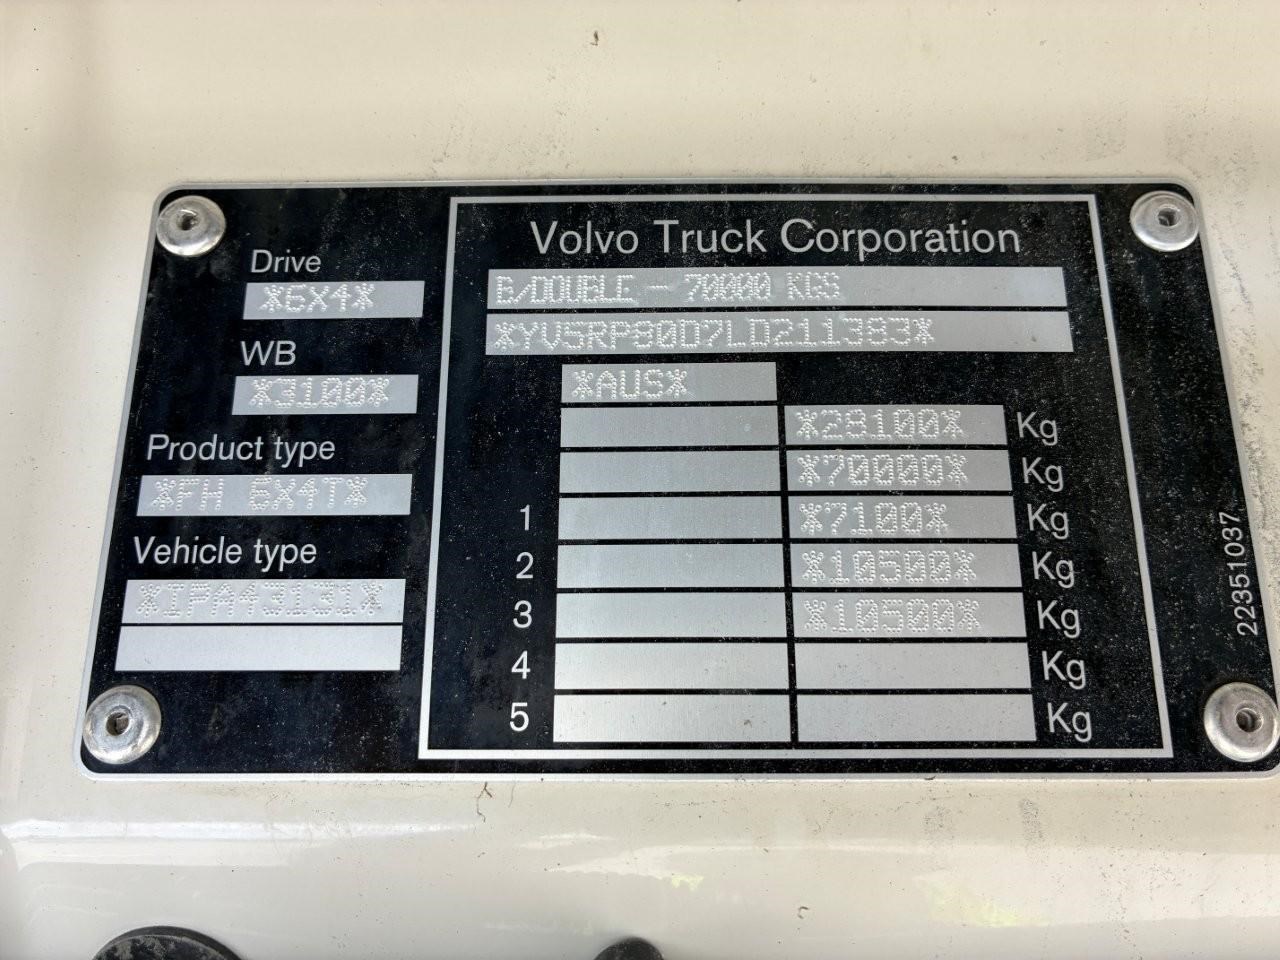 Drive
*6X4*
WB
*3100*
Product type
*FH 6X4T*
Vehicle type
*IPA43131*
Volvo Truck Corporation
B/DOUBLE - 70000 KGS
*YV5RP80D7LD211383*
*AUS*
*28100* Kg
*70000* Kg
1 *7100* Kg
2 *10500* Kg
3 *10500* Kg
4 Kg
5 Kg
22351037